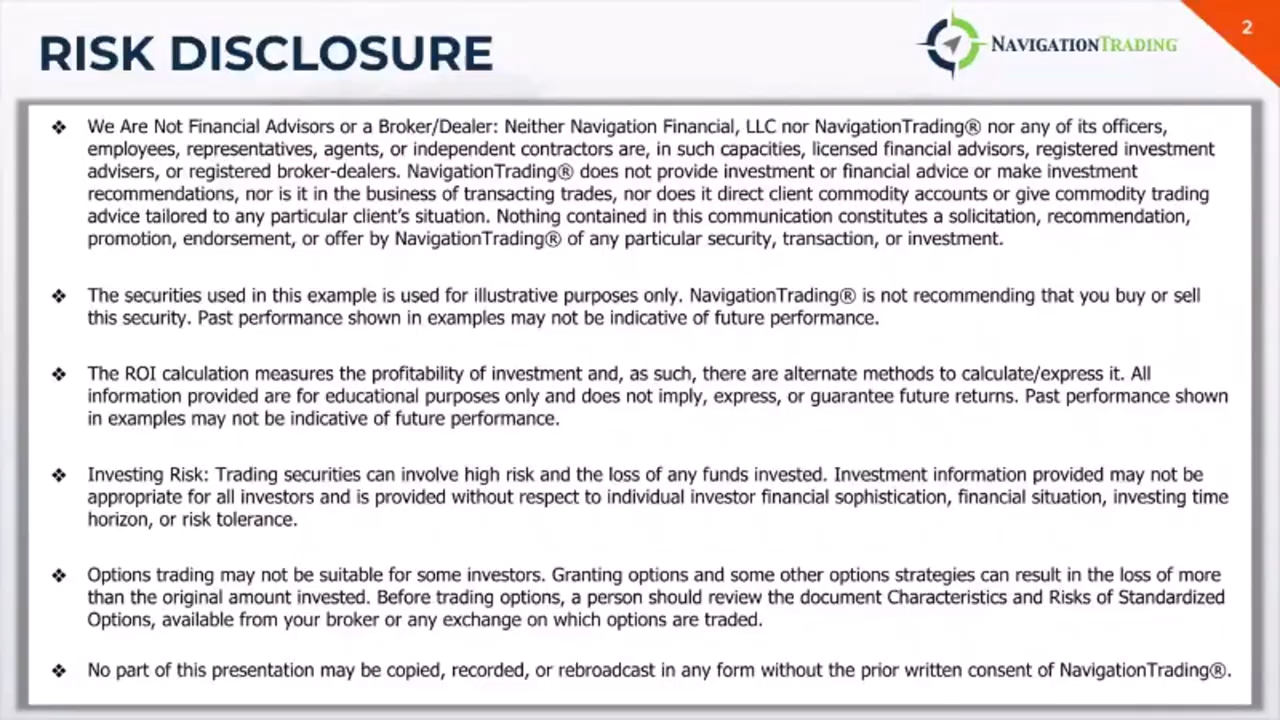 RISK DISCLOSURE
NAVIGATIONTRADING
2
❖ We Are Not Financial Advisors or a Broker/Dealer: Neither Navigation Financial, LLC nor NavigationTrading® nor any of its officers,
employees, representatives, agents, or independent contractors are, in such capacities, licensed financial advisors, registered investment
advisers, or registered broker-dealers. NavigationTrading® does not provide investment or financial advice or make investment
recommendations, nor is it in the business of transacting trades, nor does it direct client commodity accounts or give commodity trading
advice tailored to any particular client's situation. Nothing contained in this communication constitutes a solicitation, recommendation,
promotion, endorsement, or offer by NavigationTrading® of any particular security, transaction, or investment.
❖ The securities used in this example is used for illustrative purposes only. NavigationTrading® is not recommending that you buy or sell
this security. Past performance shown in examples may not be indicative of future performance.
❖ The ROI calculation measures the profitability of investment and, as such, there are alternate methods to calculate/express it. All
information provided are for educational purposes only and does not imply, express, or guarantee future returns. Past performance shown
in examples may not be indicative of future performance.
❖ Investing Risk: Trading securities can involve high risk and the loss of any funds invested. Investment information provided may not be
appropriate for all investors and is provided without respect to individual investor financial sophistication, financial situation, investing time
horizon, or risk tolerance.
❖ Options trading may not be suitable for some investors. Granting options and some other options strategies can result in the loss of more
than the original amount invested. Before trading options, a person should review the document Characteristics and Risks of Standardized
Options, available from your broker or any exchange on which options are traded.
❖ No part of this presentation may be copied, recorded, or rebroadcast in any form without the prior written consent of NavigationTrading®.